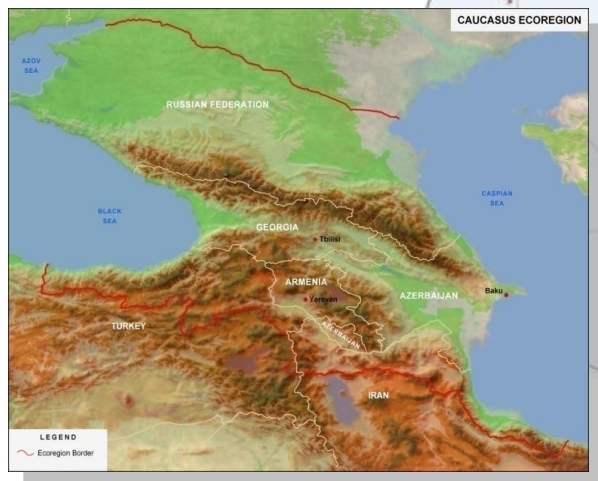 CAUCASUS ECOREGION
AZOV
SEA
RUSSIAN FEDERATION
BLACK
SEA
CASPIAN
SEA
GEORGIA
Tbilisi
ARMENIA
Yerevan
AZERBAIJAN
Baku
AZERBAIJAN
TURKEY
IRAN
LEGEND
Ecoregion Border